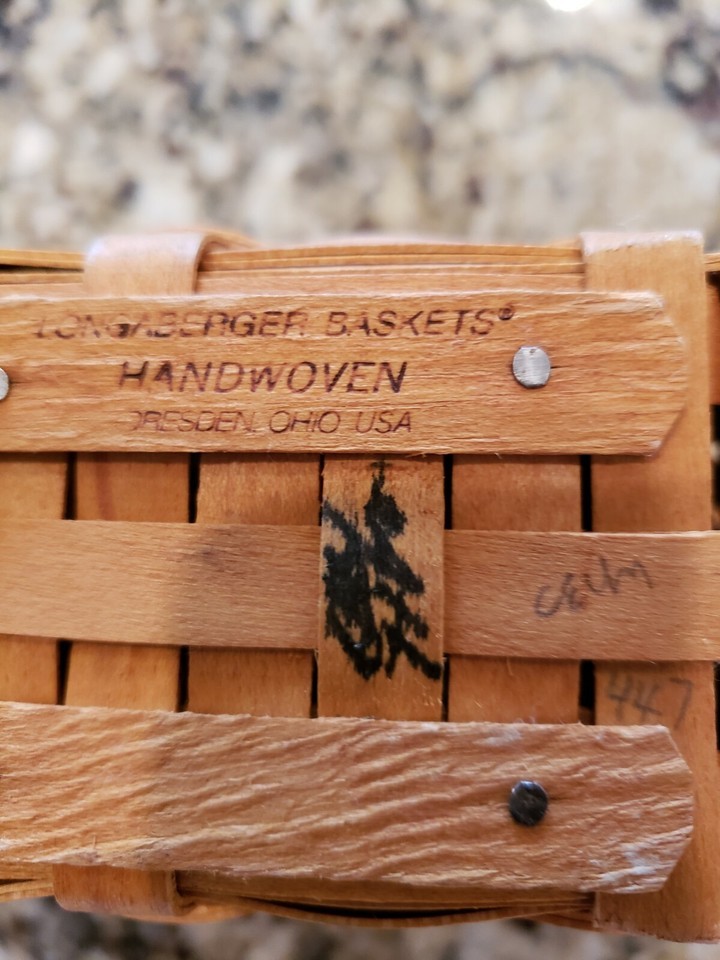 LONGABERGER BASKETS®
HANDWOVEN
DRESDEN, OHIO USA
447